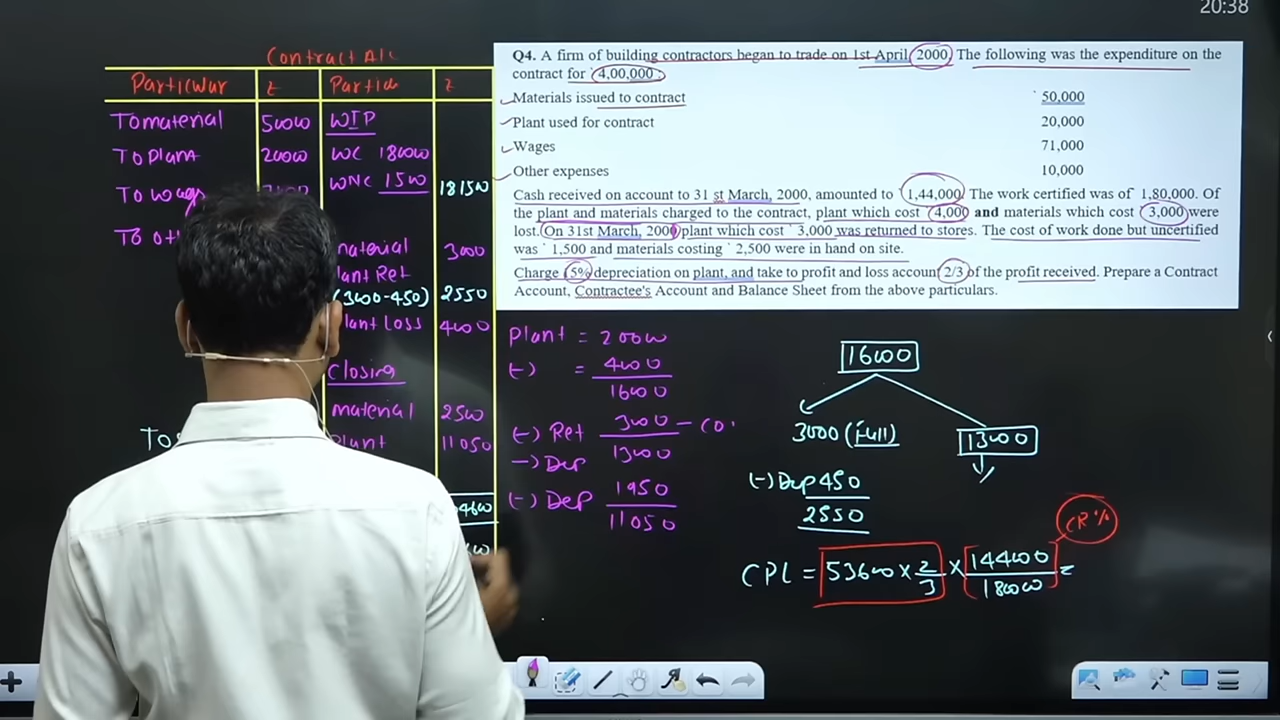 20:38
Contract A/c
Particular ₹ Particu ₹
To material 50000 WIP
To Plant 20000 WC 180000
To wages WNC 1500 181500
To ot
material 3000
Plant Ret
(3000-450) 2550
Plant Loss 4000
Closing
material 2500
To Plant 11050
Q4. A firm of building contractors began to trade on 1st April, 2000. The following was the expenditure on the
contract for ` 4,00,000 :
Materials issued to contract ` 50,000
Plant used for contract 20,000
Wages 71,000
Other expenses 10,000
Cash received on account to 31 st March, 2000, amounted to ` 1,44,000. The work certified was of ` 1,80,000. Of
the plant and materials charged to the contract, plant which cost ` 4,000 and materials which cost ` 3,000 were
lost. On 31st March, 2000 plant which cost ` 3,000 was returned to stores. The cost of work done but uncertified
was ` 1,500 and materials costing ` 2,500 were in hand on site.
Charge 15% depreciation on plant, and take to profit and loss account 2/3 of the profit received. Prepare a Contract
Account, Contractee's Account and Balance Sheet from the above particulars.
Plant = 20000
(-) = 4000
16000
(-) Ret 3000 - CO.
-) Dep 13000
(-) Dep 1950
11050
16000
3000 (Full) 13000
(-) Dep 450
2550
CR %
CPL = 53600 × 2/3 × 144000/180000 =